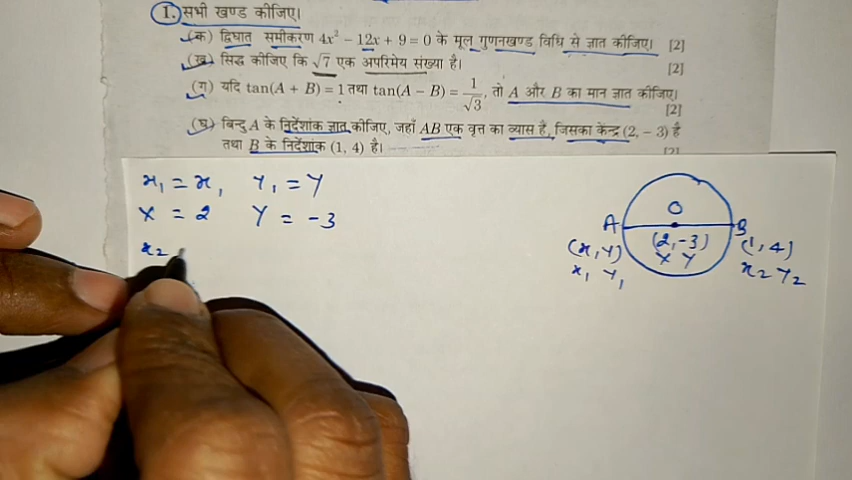 1. सभी खण्ड कीजिए।
(क) द्विघात समीकरण 4x² − 12x + 9 = 0 के मूल गुणनखण्ड विधि से ज्ञात कीजिए। [2]
(ख) सिद्ध कीजिए कि √7 एक अपरिमेय संख्या है। [2]
(ग) यदि tan(A + B) = 1 तथा tan(A − B) = 1/√3, तो A और B का मान ज्ञात कीजिए। [2]
(घ) बिन्दु A के निर्देशांक ज्ञात कीजिए, जहाँ AB एक वृत्त का व्यास है, जिसका केन्द्र (2, − 3) है
तथा B के निर्देशांक (1, 4) है। [2]
x₁ = x, Y₁ = Y
X = 2 Y = -3
x₂
O
A B
(x, Y) (2, -3) (1, 4)
x₁ Y₁ X Y x₂ Y₂